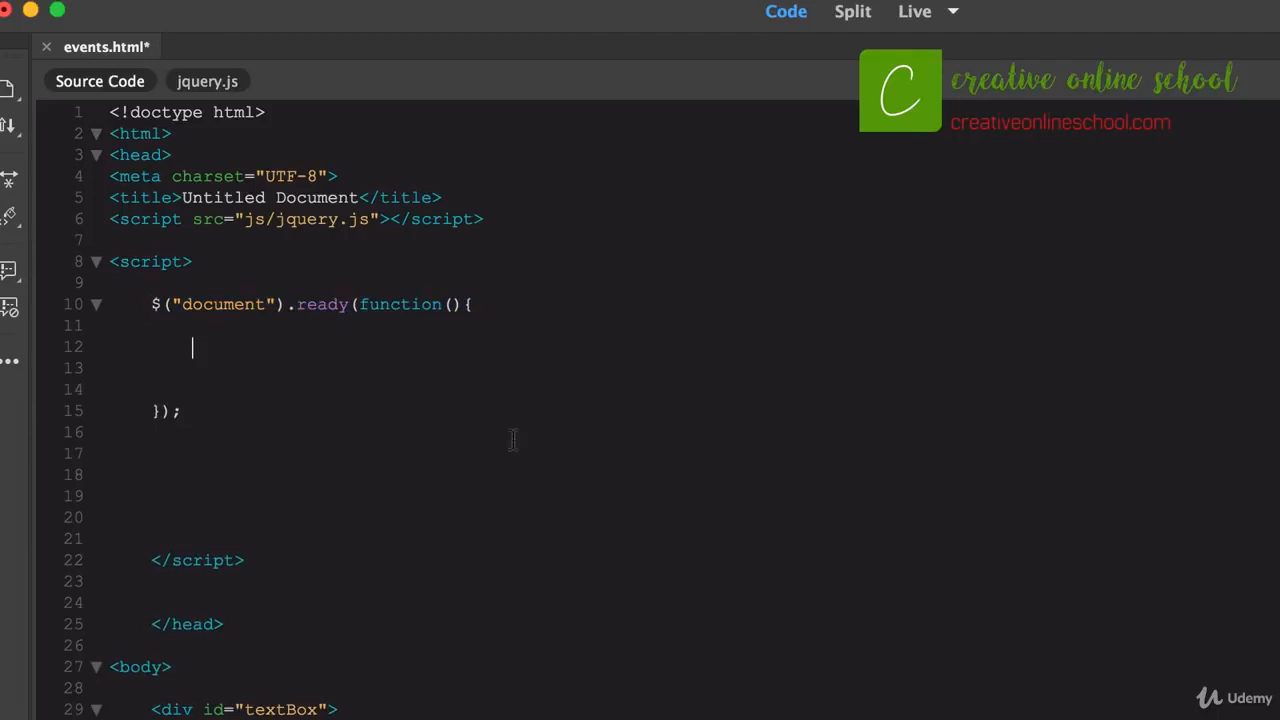 Code Split Live
events.html*
Source Code jquery.js
C creative online school
creativeonlineschool.com
1 <!doctype html>
2 <html>
3 <head>
4 <meta charset="UTF-8">
5 <title>Untitled Document</title>
6 <script src="js/jquery.js"></script>
7
8 <script>
9
10 $("document").ready(function(){
11
12
13
14
15 });
16
17
18
19
20
21
22 </script>
23
24
25 </head>
26
27 <body>
28
29 <div id="textBox">
Udemy